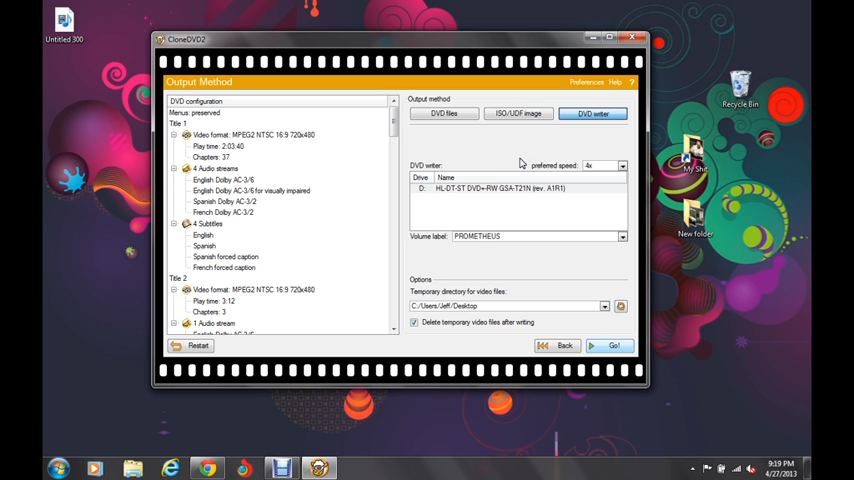 Untitled 300
CloneDVD2
Output Method
Preferences Help ?
DVD configuration
Menus: preserved
Title 1
Video format: MPEG2 NTSC 16:9 720x480
Play time: 2:03:40
Chapters: 37
4 Audio streams
English Dolby AC-3/6
English Dolby AC-3/6 for visually impaired
Spanish Dolby AC-3/2
French Dolby AC-3/2
4 Subtitles
English
Spanish
Spanish forced caption
French forced caption
Title 2
Video format: MPEG2 NTSC 16:9 720x480
Play time: 3:12
Chapters: 3
1 Audio stream
English Dolby AC-3/6
Restart
Output method
DVD files ISO/UDF image DVD writer
DVD writer: preferred speed: 4x
Drive Name
D: HL-DT-ST DVD+-RW GSA-T21N (rev. A1R1)
Volume label: PROMETHEUS
Options
Temporary directory for video files:
C:/Users/Jeff/Desktop
Delete temporary video files after writing
Back Go!
Recycle Bin
My Shit
New folder
9:19 PM
4/27/2013